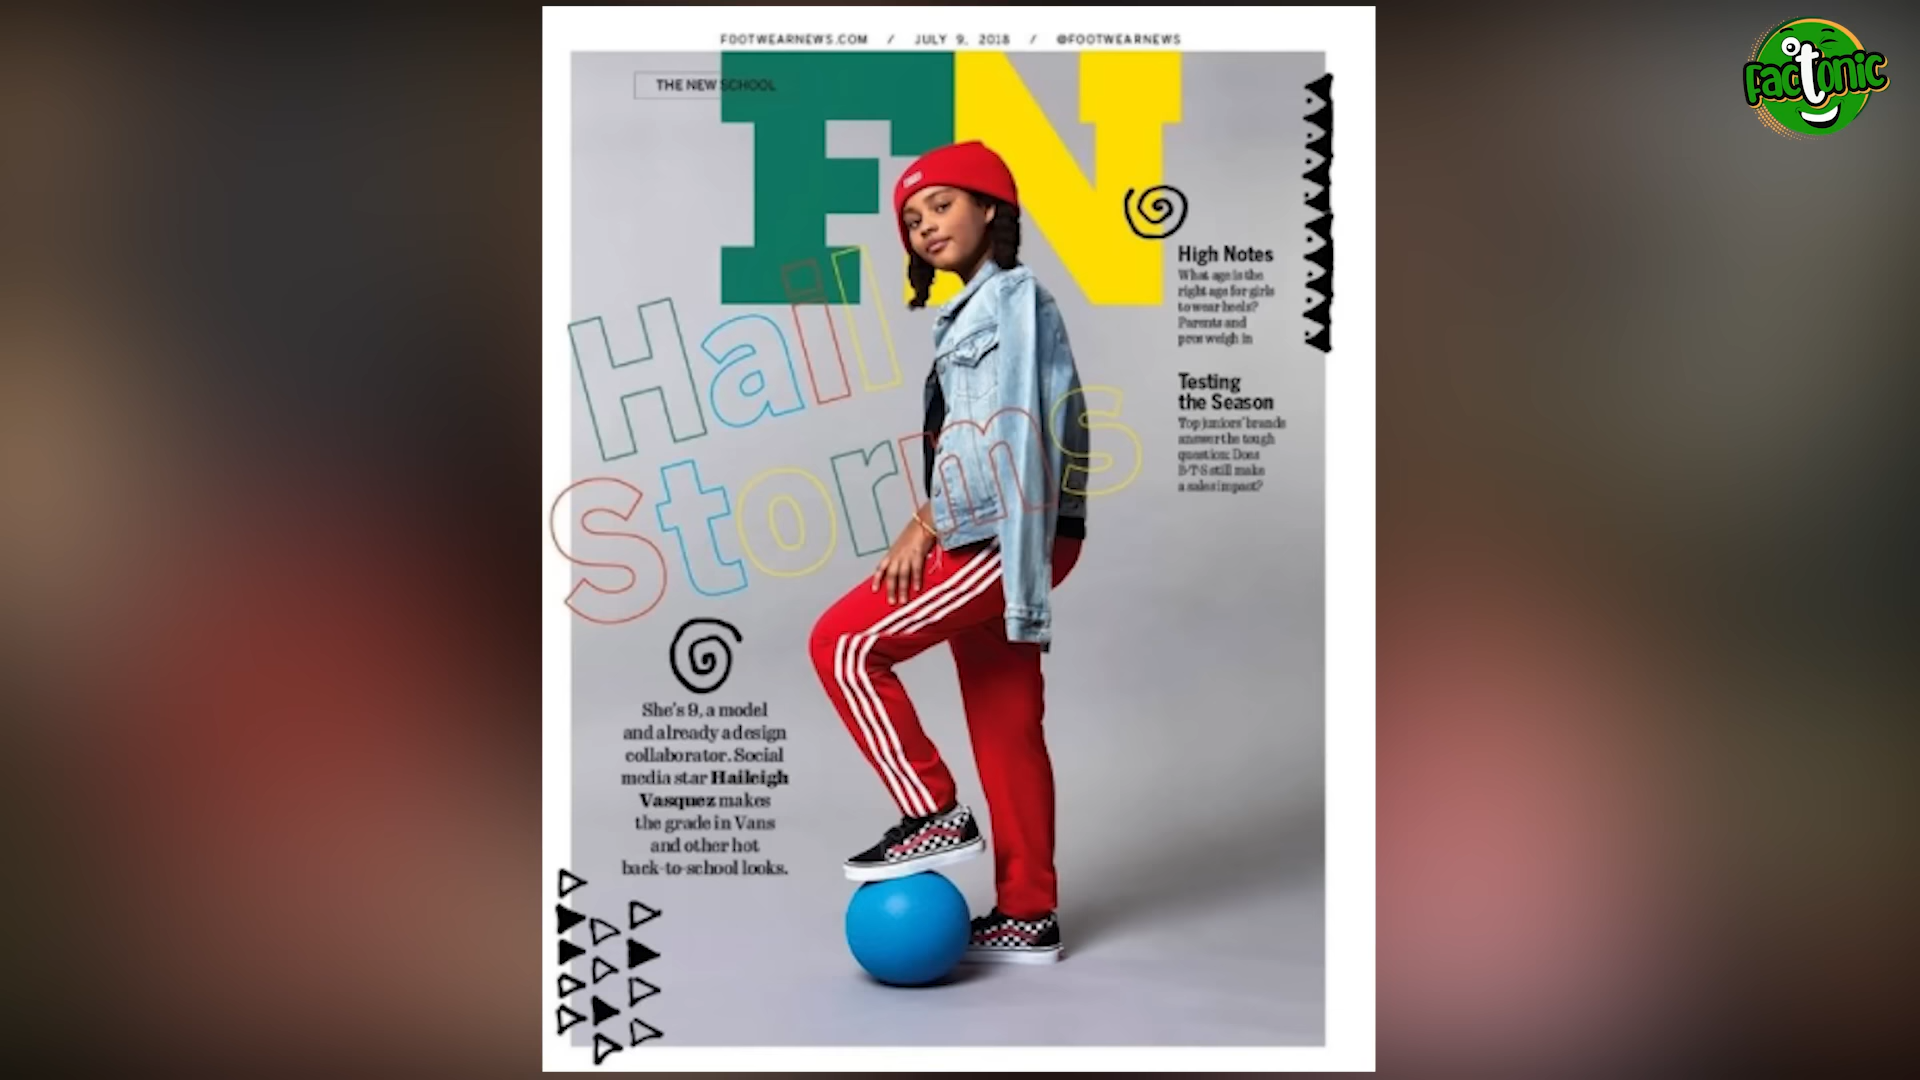 FOOTWEARNEWS.COM / JULY 9, 2018 / @FOOTWEARNEWS
THE NEW SCHOOL
FN
Factonic
Hail
Storms
High Notes
What age is the
right age for girls
to wear heels?
Parents and
pros weigh in
Testing
the Season
Top juniors' brands
answer the tough
question: Does
B-T-S still make
a sales impact?
She's 9, a model
and already a design
collaborator. Social
media star Haileigh
Vasquez makes
the grade in Vans
and other hot
back-to-school looks.